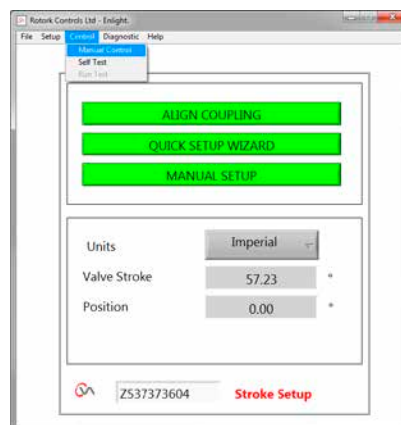 Rotork Controls Ltd - Enlight.
File Setup Control Diagnostic Help
Manual Control
Self Test
Run Test
ALIGN COUPLING
QUICK SETUP WIZARD
MANUAL SETUP
Units Imperial
Valve Stroke 57.23 °
Position 0.00 °
Z537373604 Stroke Setup